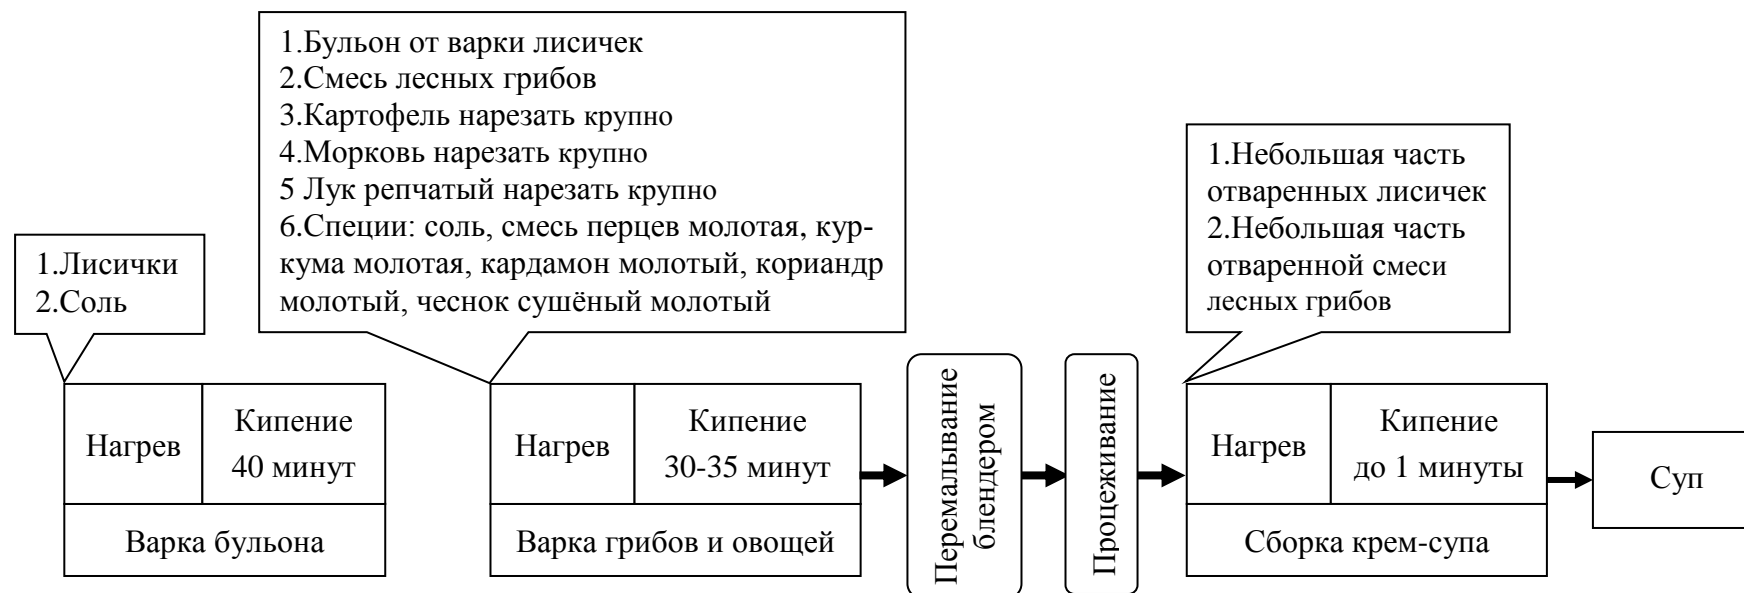 1.Лисички
2.Соль
Нагрев
Кипение
40 минут
Варка бульона
1.Бульон от варки лисичек
2.Смесь лесных грибов
3.Картофель нарезать крупно
4.Морковь нарезать крупно
5 Лук репчатый нарезать крупно
6.Специи: соль, смесь перцев молотая, кур-
кума молотая, кардамон молотый, кориандр
молотый, чеснок сушёный молотый
Нагрев
Кипение
30-35 минут
Варка грибов и овощей
Перемалывание
блендером
Процеживание
1.Небольшая часть
отваренных лисичек
2.Небольшая часть
отваренной смеси
лесных грибов
Нагрев
Кипение
до 1 минуты
Сборка крем-супа
Суп